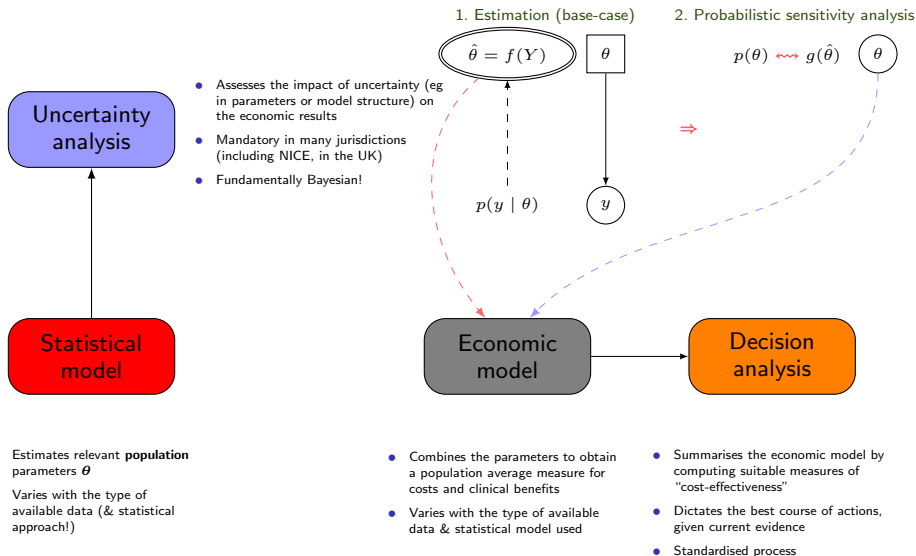 1. Estimation (base-case)
2. Probabilistic sensitivity analysis
θ̂ = f(Y)
θ
p(θ) ⟷ g(θ̂)
θ
Uncertainty
analysis
• Assesses the impact of uncertainty (eg
in parameters or model structure) on
the economic results
• Mandatory in many jurisdictions
(including NICE, in the UK)
• Fundamentally Bayesian!
⇒
p(y | θ)
y
Statistical
model
Economic
model
Decision
analysis
Estimates relevant population
parameters θ
Varies with the type of
available data (& statistical
approach!)
• Combines the parameters to obtain
a population average measure for
costs and clinical benefits
• Varies with the type of available
data & statistical model used
• Summarises the economic model by
computing suitable measures of
“cost-effectiveness”
• Dictates the best course of actions,
given current evidence
• Standardised process